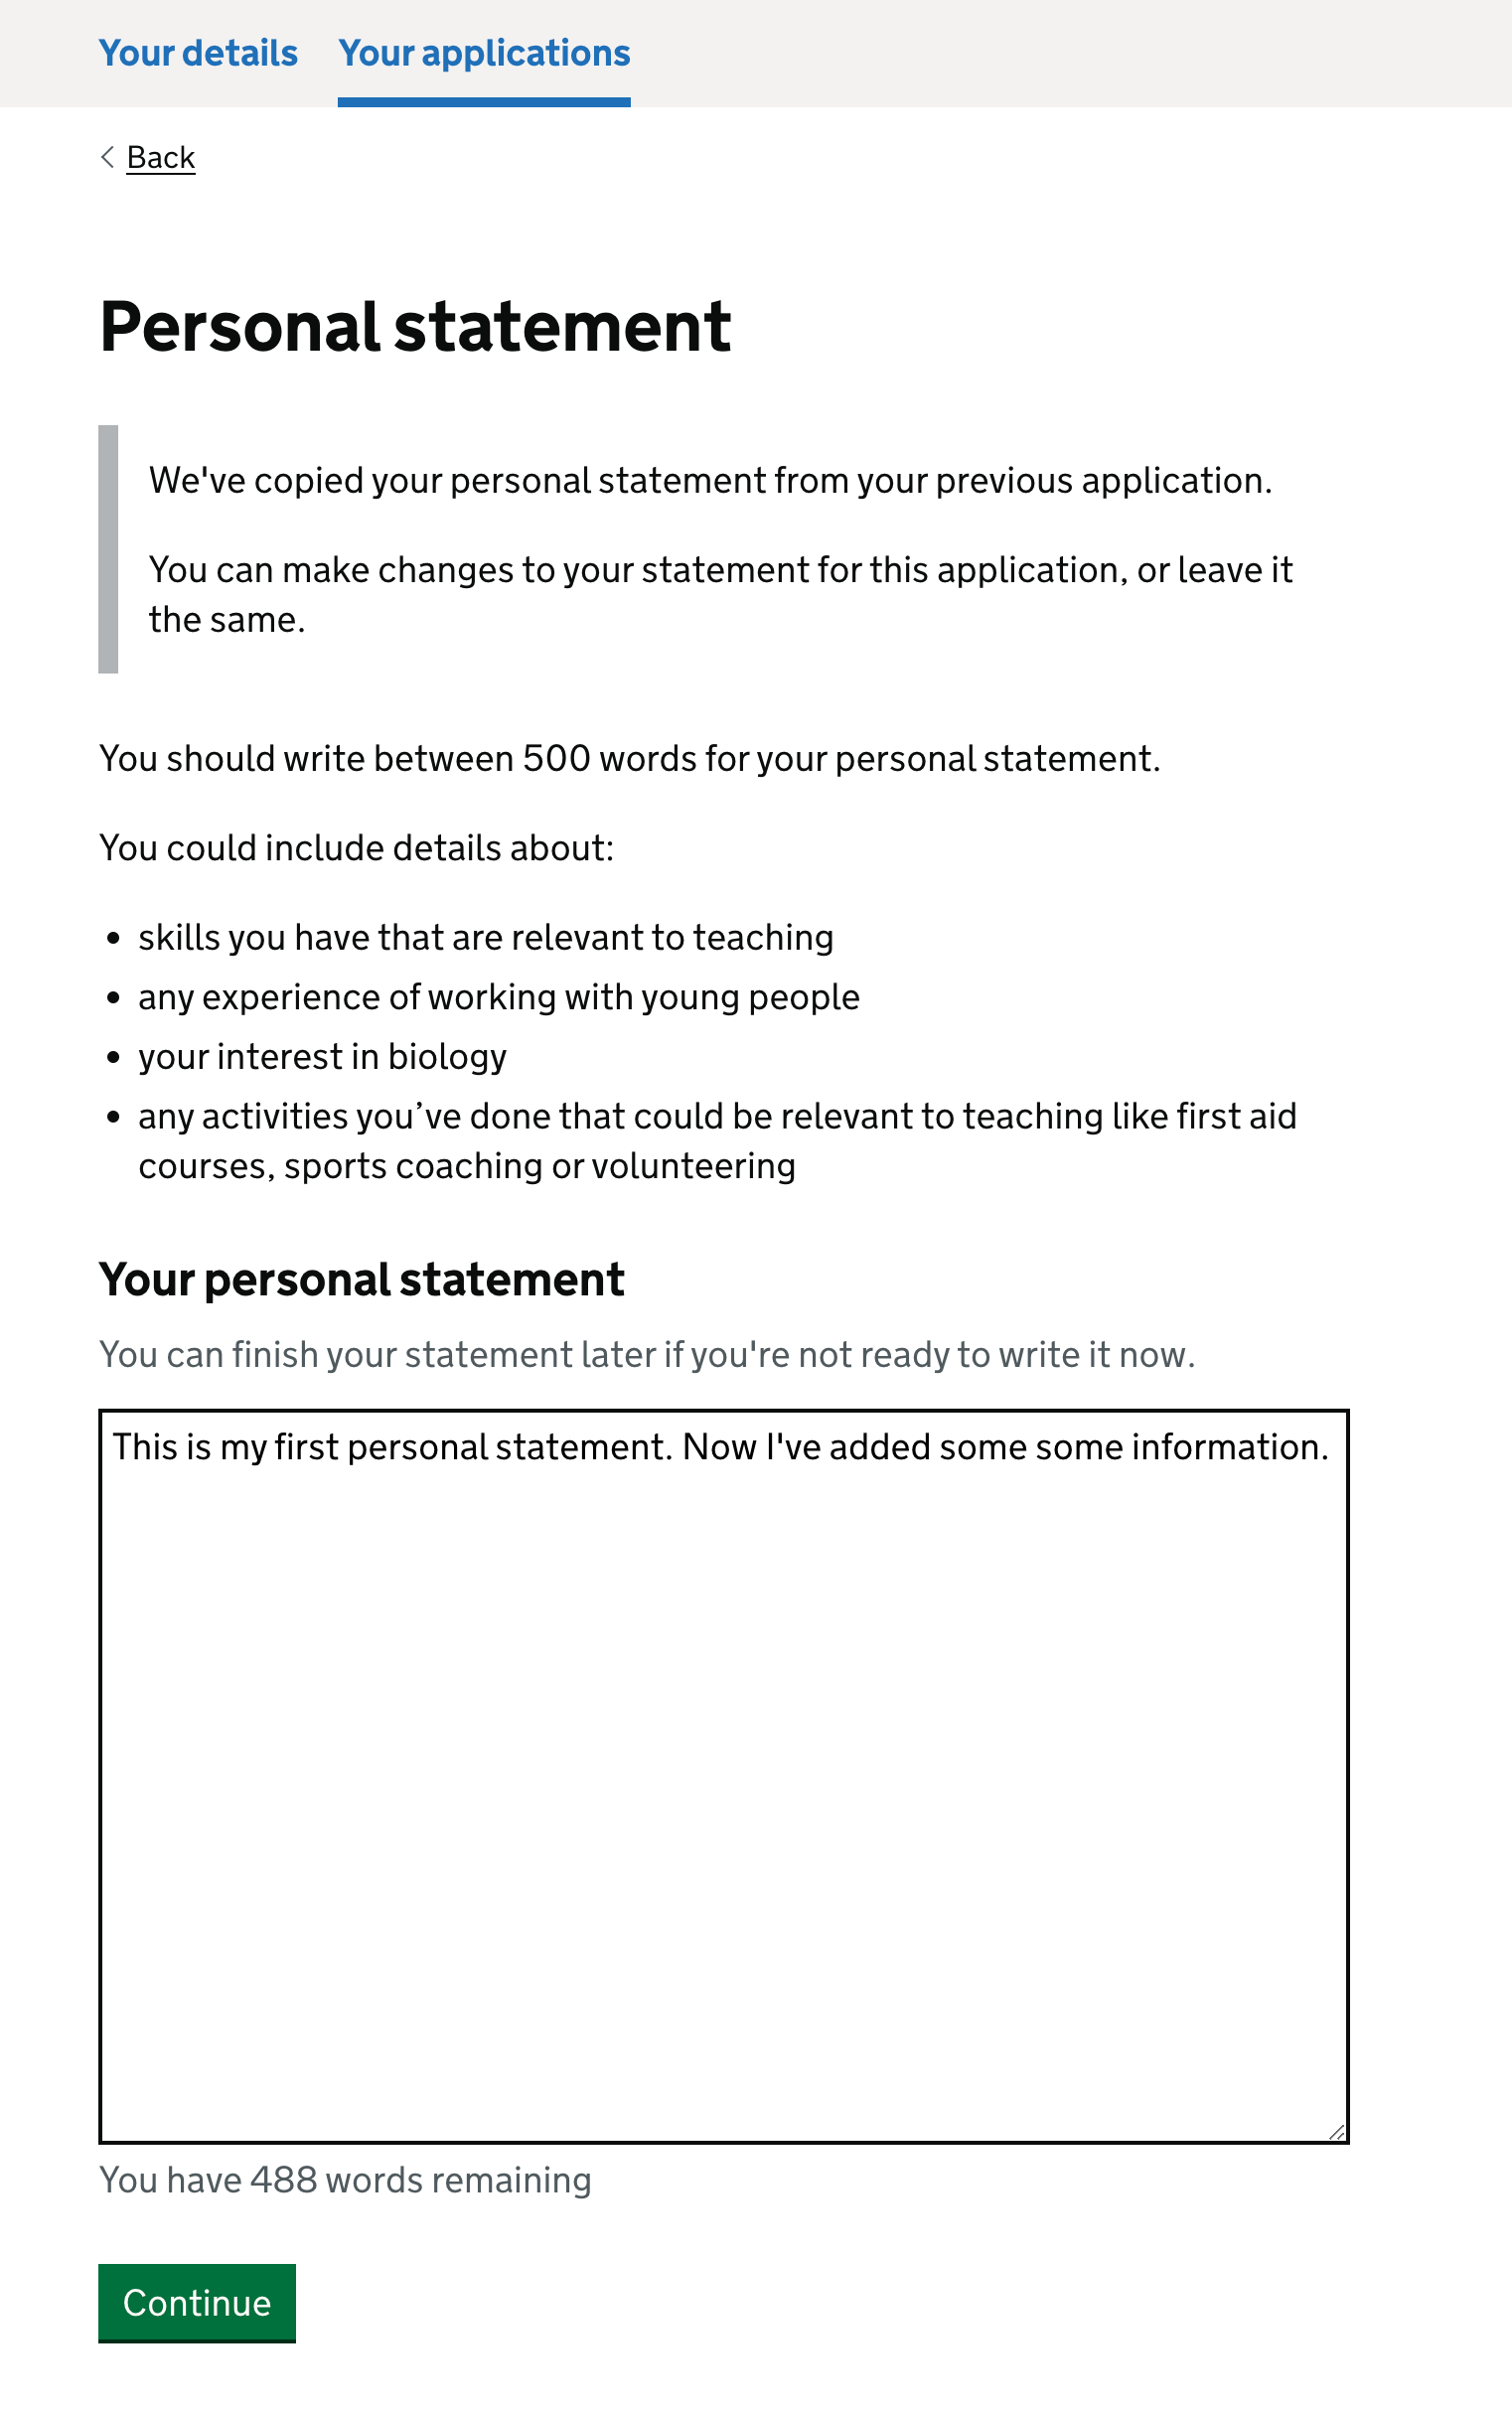 Your details Your applications
Back
Personal statement
We've copied your personal statement from your previous application.
You can make changes to your statement for this application, or leave it
the same.
You should write between 500 words for your personal statement.
You could include details about:
• skills you have that are relevant to teaching
• any experience of working with young people
• your interest in biology
• any activities you’ve done that could be relevant to teaching like first aid
courses, sports coaching or volunteering
Your personal statement
You can finish your statement later if you're not ready to write it now.
This is my first personal statement. Now I've added some some information.
You have 488 words remaining
Continue